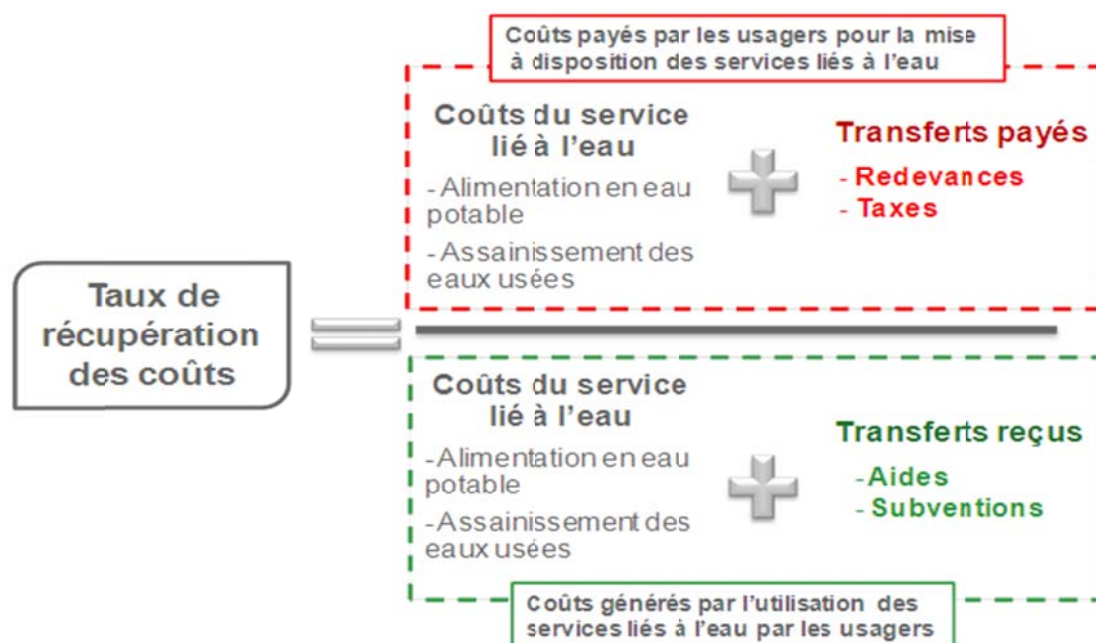 Coûts payés par les usagers pour la mise
à disposition des services liés à l'eau
Coûts du service
lié à l'eau
- Alimentation en eau
potable
- Assainissement des
eaux usées
Transferts payés
- Redevances
- Taxes
Taux de
récupération
des coûts
Coûts du service
lié à l'eau
- Alimentation en eau
potable
- Assainissement des
eaux usées
Transferts reçus
- Aides
- Subventions
Coûts générés par l'utilisation des
services liés à l'eau par les usagers